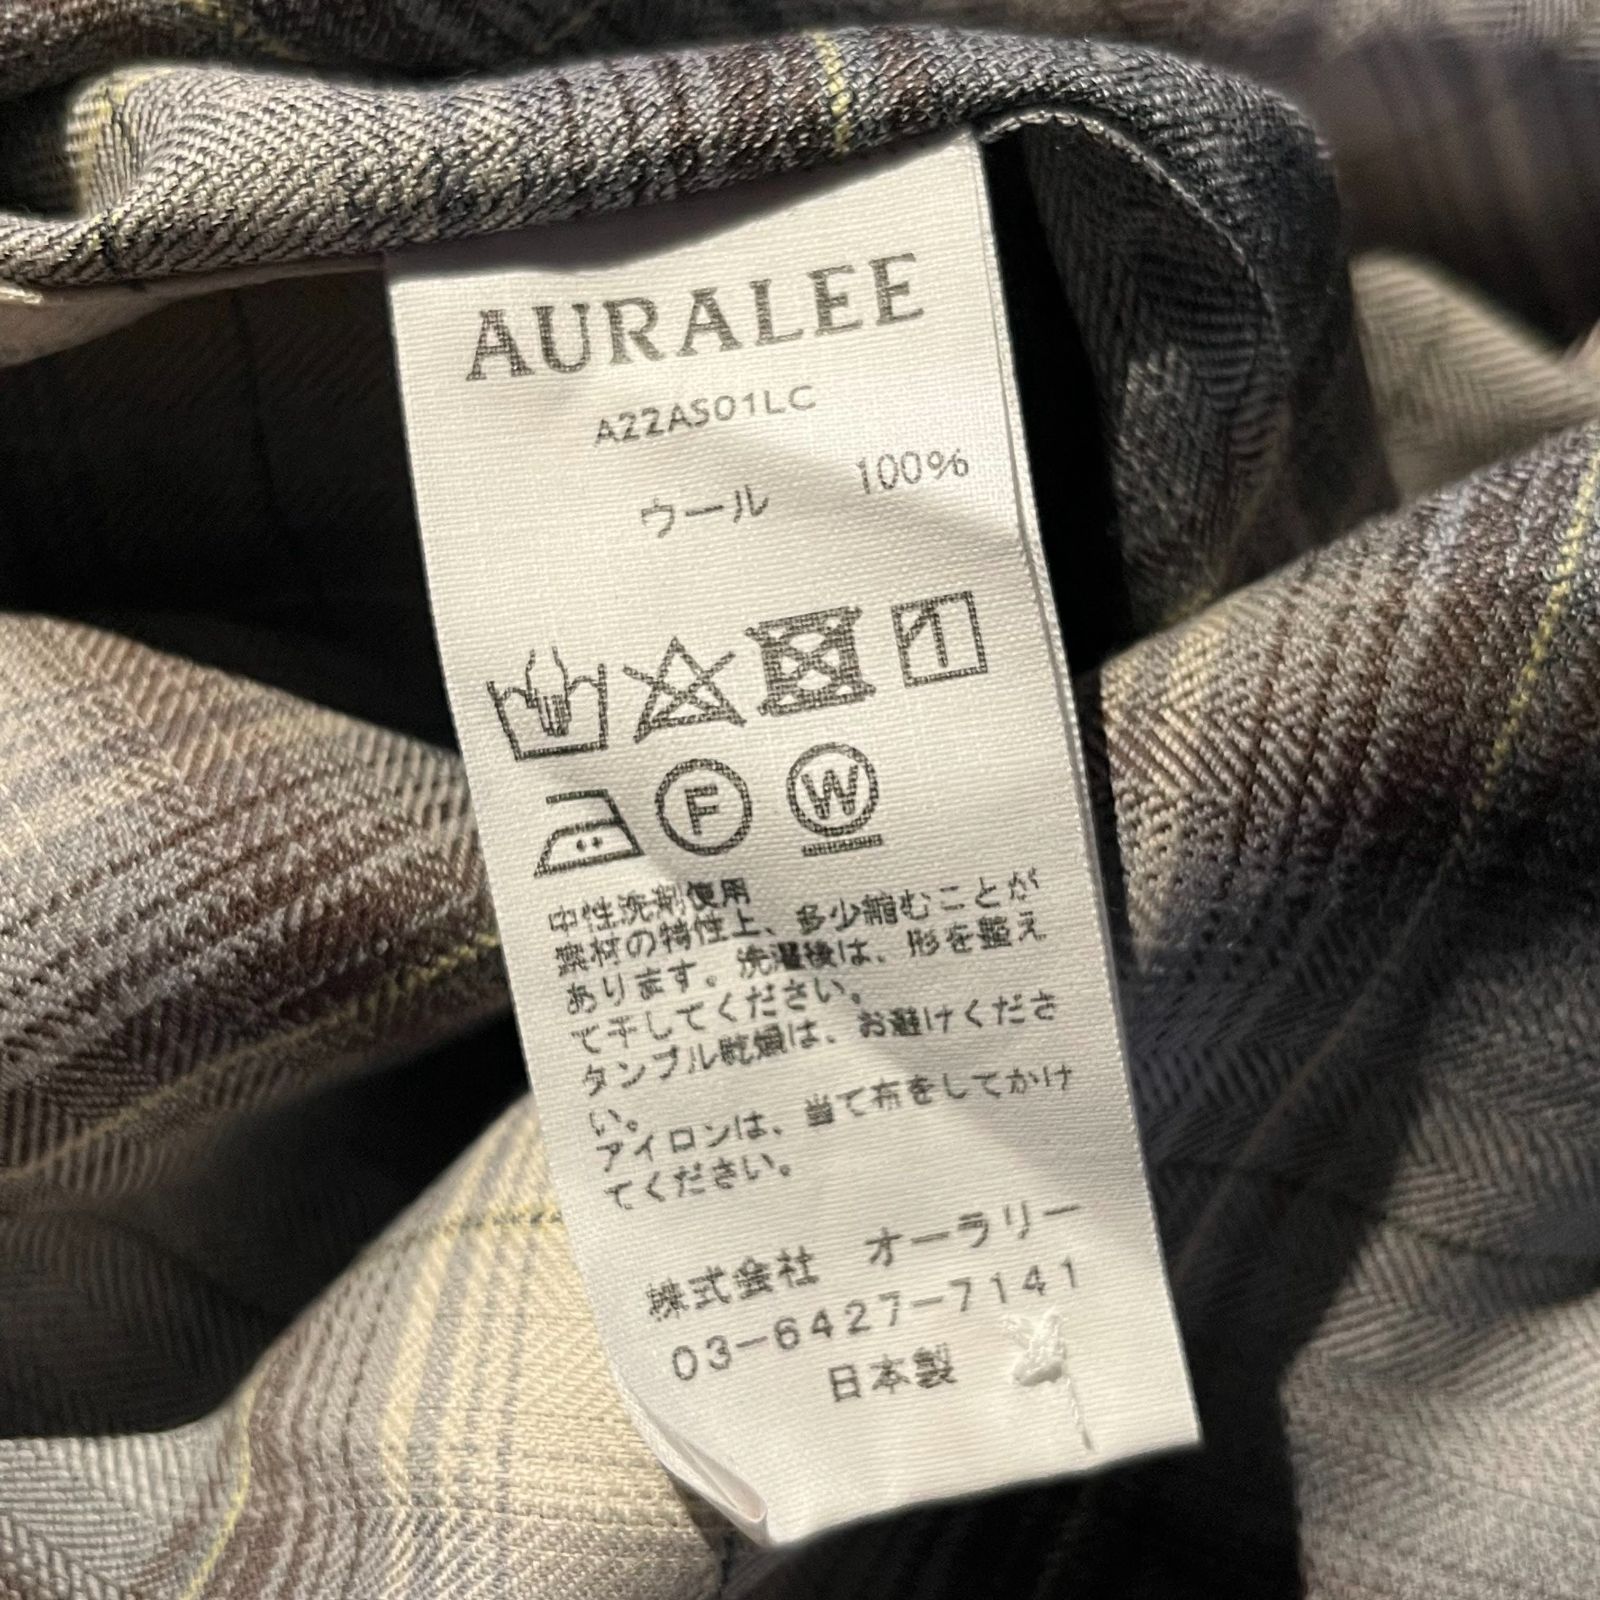 AURALEE
A22AS01LC
ウール 100%
F W
中性洗剤使用
素材の特性上、多少縮むことが
あります。洗濯後は、形を整え
て干してください。
タンブル乾燥は、お避けくださ
い。
アイロンは、当て布をしてかけ
てください。
株式会社 オーラリー
03-6427-7141
日本製